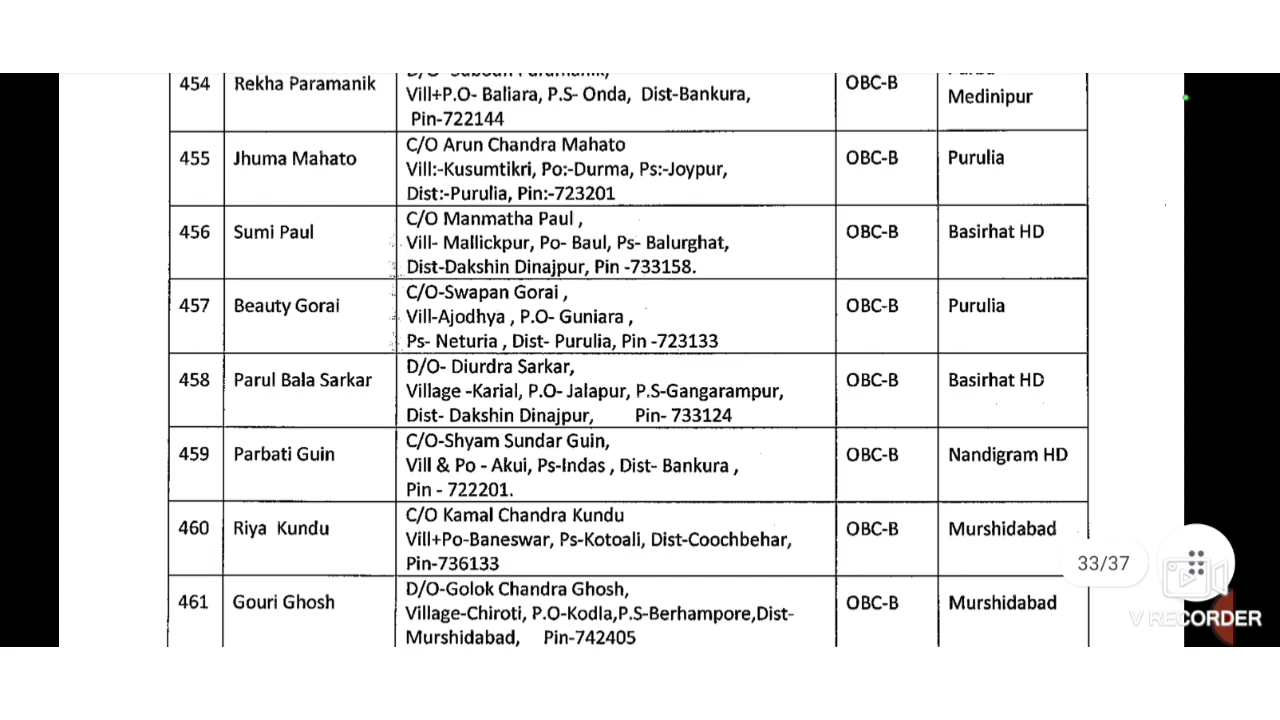 454 Rekha Paramanik OBC-B
Vill+P.O- Baliara, P.S- Onda, Dist-Bankura, Medinipur
Pin-722144
C/O Arun Chandra Mahato
455 Jhuma Mahato OBC-B Purulia
Vill:-Kusumtikri, Po:-Durma, Ps:-Joypur,
Dist:-Purulia, Pin:-723201
C/O Manmatha Paul ,
456 Sumi Paul OBC-B Basirhat HD
Vill- Mallickpur, Po- Baul, Ps- Balurghat,
Dist-Dakshin Dinajpur, Pin -733158.
C/O-Swapan Gorai ,
457 Beauty Gorai OBC-B Purulia
Vill-Ajodhya , P.O- Guniara ,
Ps- Neturia , Dist- Purulia, Pin -723133
D/O- Diurdra Sarkar,
458 Parul Bala Sarkar OBC-B Basirhat HD
Village -Karial, P.O- Jalapur, P.S-Gangarampur,
Dist- Dakshin Dinajpur, Pin- 733124
C/O-Shyam Sundar Guin,
459 Parbati Guin OBC-B Nandigram HD
Vill & Po - Akui, Ps-Indas , Dist- Bankura ,
Pin - 722201.
C/O Kamal Chandra Kundu
460 Riya Kundu OBC-B Murshidabad
Vill+Po-Baneswar, Ps-Kotoali, Dist-Coochbehar,
Pin-736133
33/37
D/O-Golok Chandra Ghosh,
461 Gouri Ghosh OBC-B Murshidabad
Village-Chiroti, P.O-Kodla,P.S-Berhampore,Dist-
Murshidabad, Pin-742405
V RECORDER